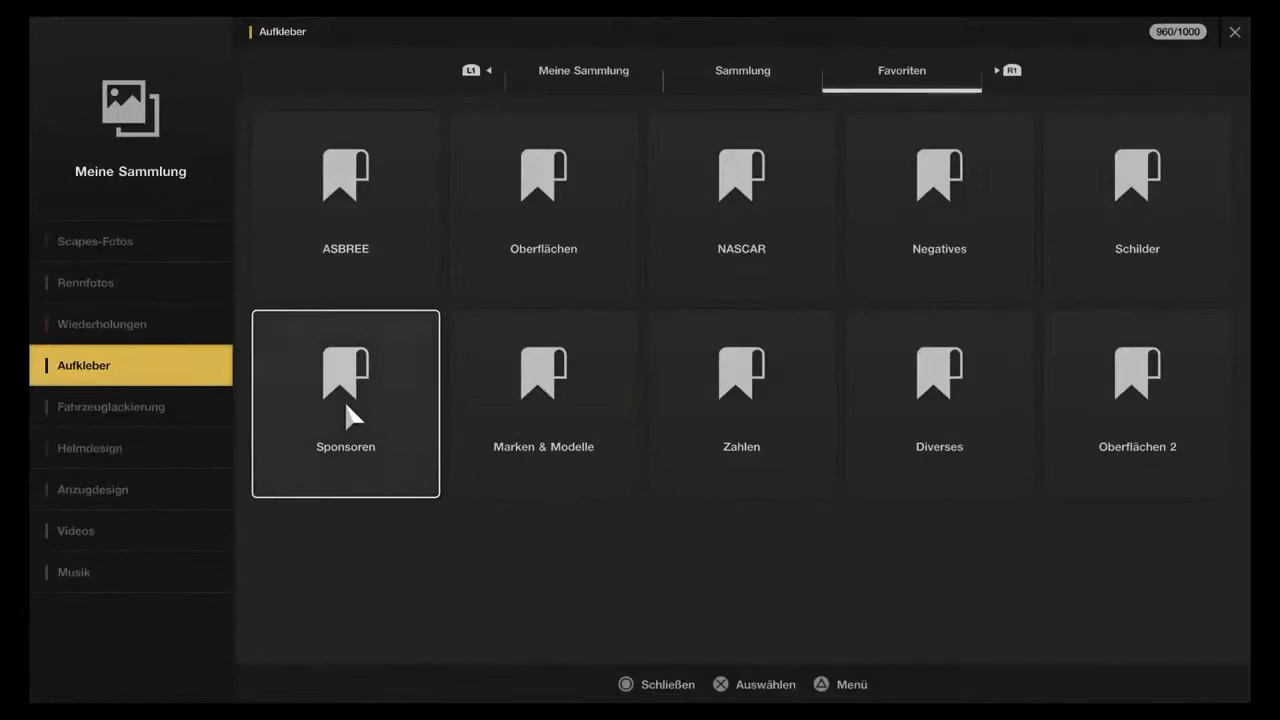 Aufkleber
960/1000
L1
Meine Sammlung
Sammlung
Favoriten
R1
Meine Sammlung
Scapes-Fotos
Rennfotos
Wiederholungen
Aufkleber
Fahrzeuglackierung
Helmdesign
Anzugdesign
Videos
Musik
ASBREE
Oberflächen
NASCAR
Negatives
Schilder
Sponsoren
Marken & Modelle
Zahlen
Diverses
Oberflächen 2
Schließen
Auswählen
Menü